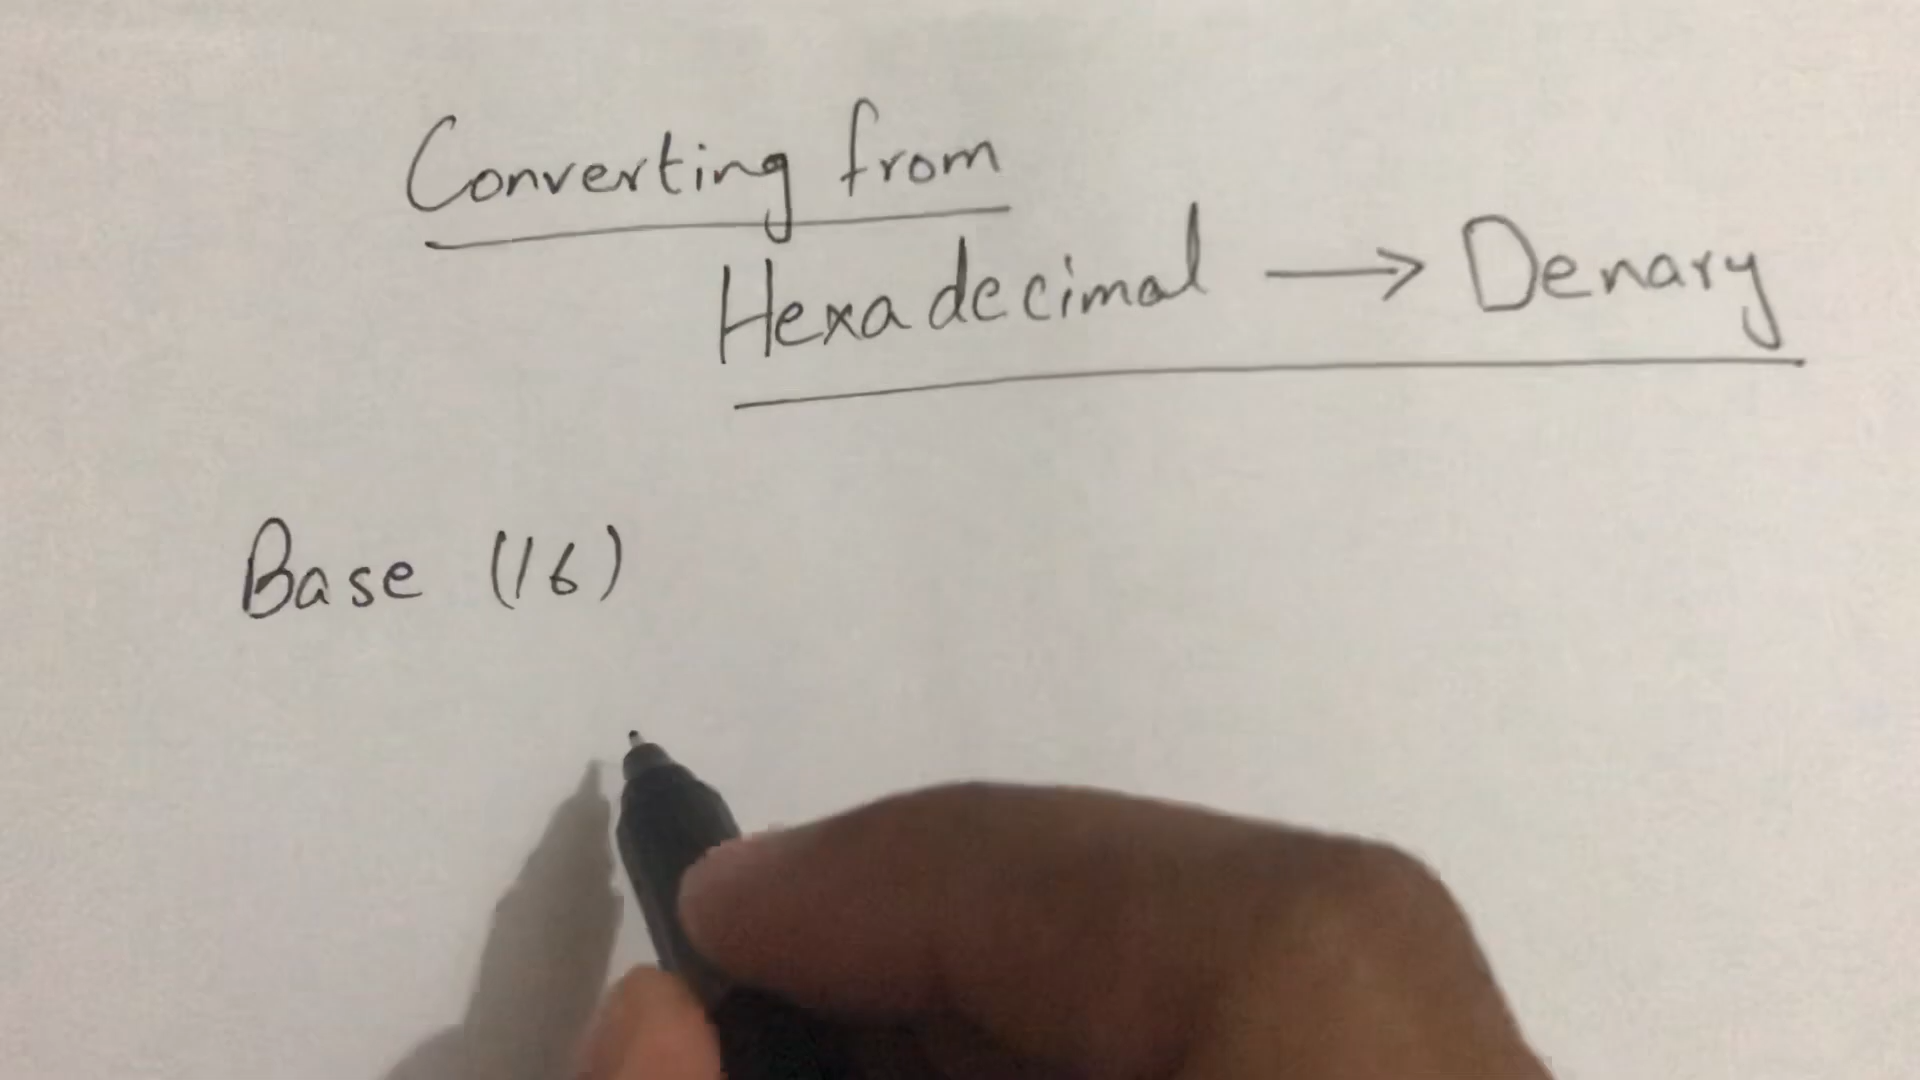 Converting from
Hexadecimal → Denary
Base (16)